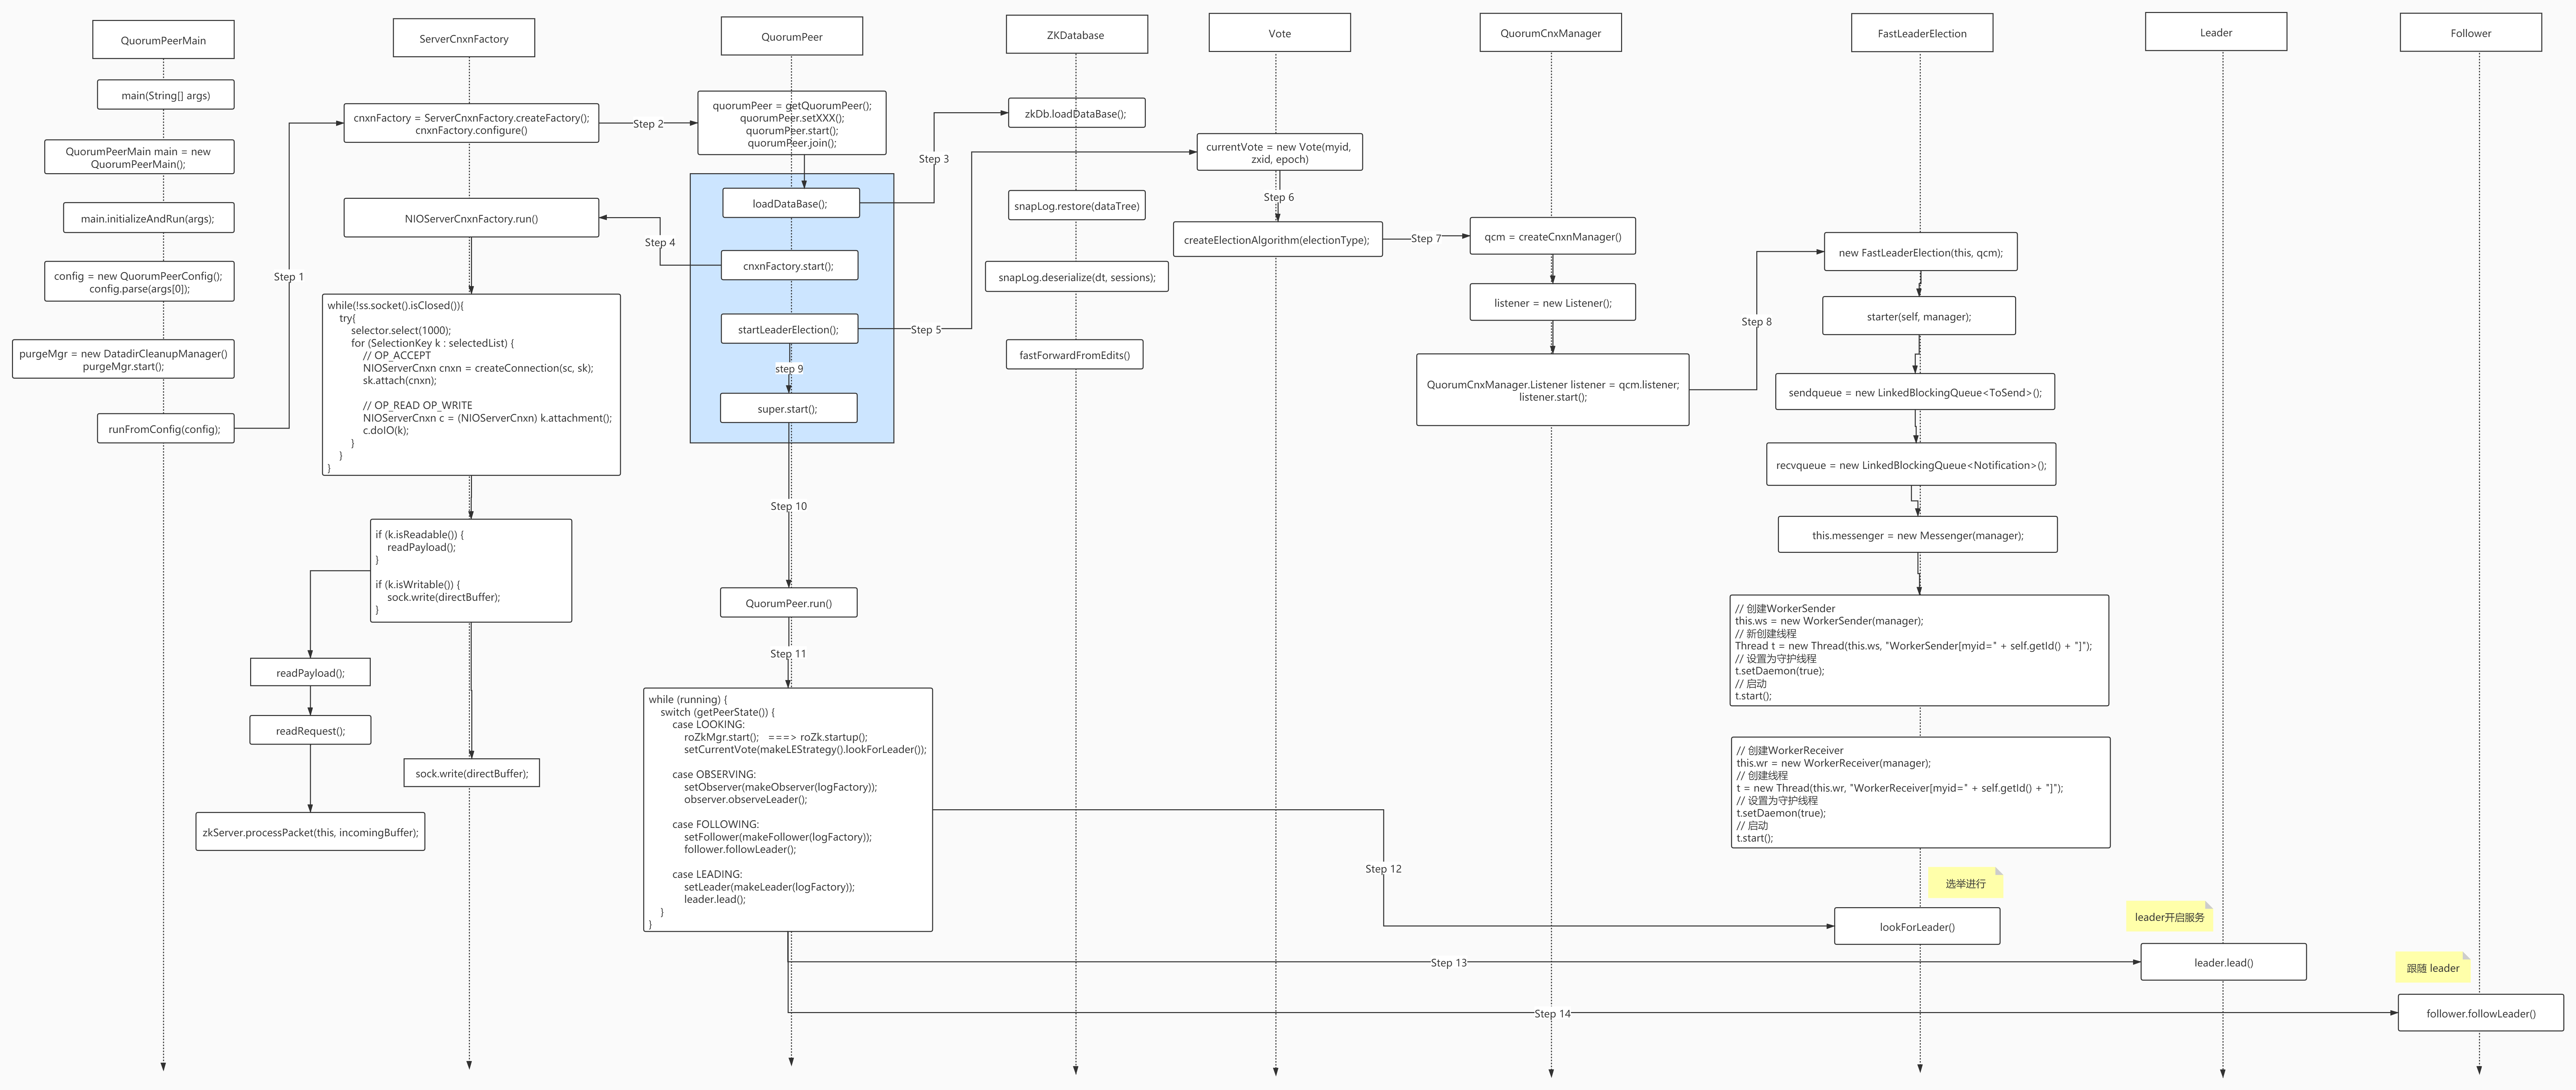 QuorumPeerMain
main(String[] args)
QuorumPeerMain main = new
QuorumPeerMain();
main.initializeAndRun(args);
config = new QuorumPeerConfig();
config.parse(args[0]);
purgeMgr = new DatadirCleanupManager()
purgeMgr.start();
runFromConfig(config);
Step 1
ServerCnxnFactory
cnxnFactory = ServerCnxnFactory.createFactory();
cnxnFactory.configure()
Step 2
NIOServerCnxnFactory.run()
while(!ss.socket().isClosed()){
try{
selector.select(1000);
for (SelectionKey k : selectedList) {
// OP_ACCEPT
NIOServerCnxn cnxn = createConnection(sc, sk);
sk.attach(cnxn);
// OP_READ OP_WRITE
NIOServerCnxn c = (NIOServerCnxn) k.attachment();
c.doIO(k);
}
}
}
if (k.isReadable()) {
readPayload();
}
if (k.isWritable()) {
sock.write(directBuffer);
}
readPayload();
readRequest();
zkServer.processPacket(this, incomingBuffer);
sock.write(directBuffer);
QuorumPeer
quorumPeer = getQuorumPeer();
quorumPeer.setXXX();
quorumPeer.start();
quorumPeer.join();
loadDataBase();
Step 3
cnxnFactory.start();
Step 4
startLeaderElection();
Step 5
step 9
super.start();
Step 10
QuorumPeer.run()
Step 11
while (running) {
switch (getPeerState()) {
case LOOKING:
roZkMgr.start();   ===> roZk.startup();
setCurrentVote(makeLEStrategy().lookForLeader());
case OBSERVING:
setObserver(makeObserver(logFactory));
observer.observeLeader();
case FOLLOWING:
setFollower(makeFollower(logFactory));
follower.followLeader();
case LEADING:
setLeader(makeLeader(logFactory));
leader.lead();
}
}
ZKDatabase
zkDb.loadDataBase();
snapLog.restore(dataTree)
snapLog.deserialize(dt, sessions);
fastForwardFromEdits()
Vote
currentVote = new Vote(myid,
zxid, epoch)
Step 6
createElectionAlgorithm(electionType);
Step 7
QuorumCnxManager
qcm = createCnxnManager()
listener = new Listener();
QuorumCnxManager.Listener listener = qcm.listener;
listener.start();
Step 8
FastLeaderElection
new FastLeaderElection(this, qcm);
starter(self, manager);
sendqueue = new LinkedBlockingQueue<ToSend>();
recvqueue = new LinkedBlockingQueue<Notification>();
this.messenger = new Messenger(manager);
// 创建WorkerSender
this.ws = new WorkerSender(manager);
// 新创建线程
Thread t = new Thread(this.ws, "WorkerSender[myid=" + self.getId() + "]");
// 设置为守护线程
t.setDaemon(true);
// 启动
t.start();
// 创建WorkerReceiver
this.wr = new WorkerReceiver(manager);
// 创建线程
t = new Thread(this.wr, "WorkerReceiver[myid=" + self.getId() + "]");
// 设置为守护线程
t.setDaemon(true);
// 启动
t.start();
选举进行
Step 12
lookForLeader()
Leader
leader开启服务
Step 13
leader.lead()
Follower
跟随 leader
Step 14
follower.followLeader()